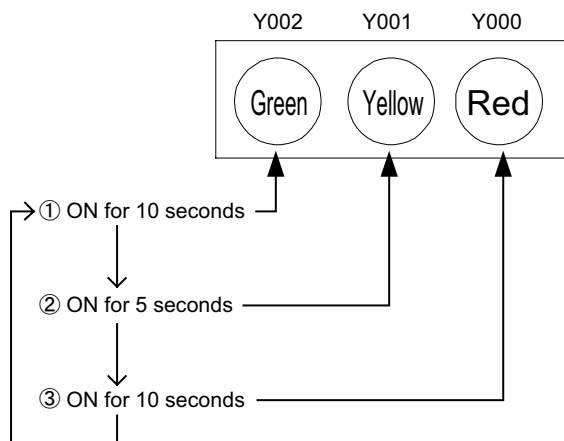 Y002 Y001 Y000
Green Yellow Red
① ON for 10 seconds
② ON for 5 seconds
③ ON for 10 seconds